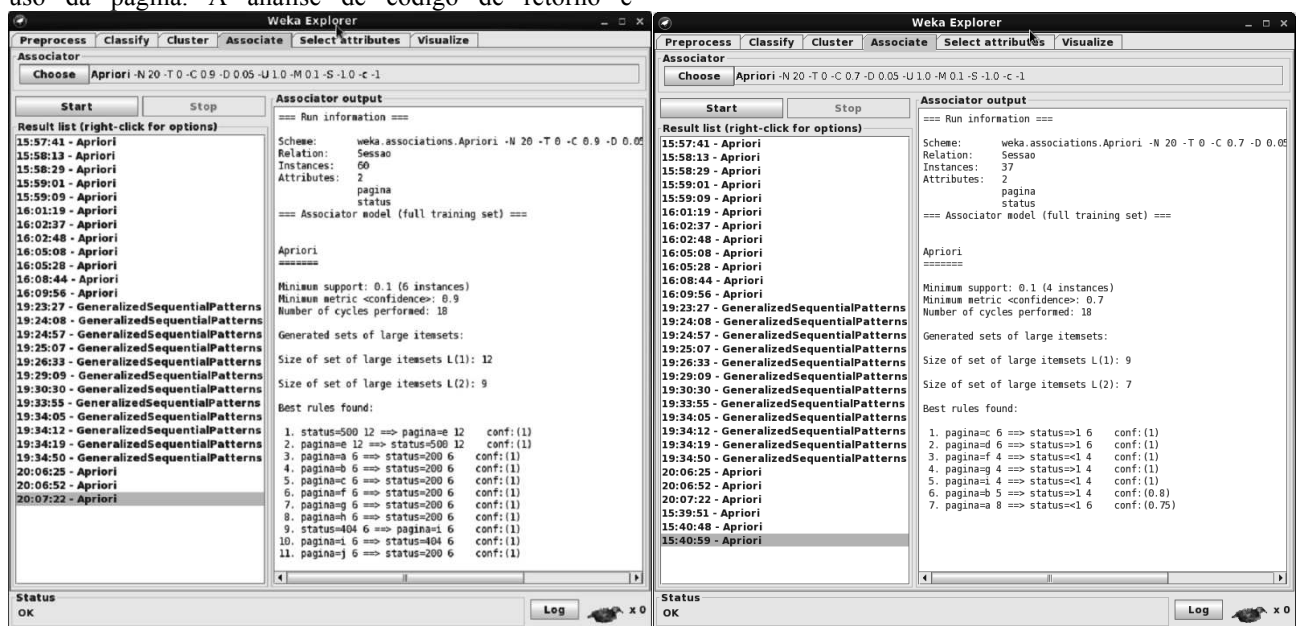 uso da página. A análise de código de retorno e
Weka Explorer
Preprocess Classify Cluster Associate Select attributes Visualize
Associator
Choose Apriori -N 20 -T 0 -C 0.9 -D 0.05 -U 1.0 -M 0.1 -S -1.0 -c -1
Start Stop
Result list (right-click for options)
15:57:41 - Apriori
15:58:13 - Apriori
15:58:29 - Apriori
15:59:01 - Apriori
15:59:09 - Apriori
16:01:19 - Apriori
16:02:37 - Apriori
16:02:48 - Apriori
16:05:08 - Apriori
16:05:28 - Apriori
16:08:44 - Apriori
16:09:56 - Apriori
19:23:27 - GeneralizedSequentialPatterns
19:24:08 - GeneralizedSequentialPatterns
19:24:57 - GeneralizedSequentialPatterns
19:25:07 - GeneralizedSequentialPatterns
19:26:33 - GeneralizedSequentialPatterns
19:29:09 - GeneralizedSequentialPatterns
19:30:30 - GeneralizedSequentialPatterns
19:33:55 - GeneralizedSequentialPatterns
19:34:05 - GeneralizedSequentialPatterns
19:34:12 - GeneralizedSequentialPatterns
19:34:19 - GeneralizedSequentialPatterns
19:34:50 - GeneralizedSequentialPatterns
20:06:25 - Apriori
20:06:52 - Apriori
20:07:22 - Apriori
Associator output
=== Run information ===
Scheme: weka.associations.Apriori -N 20 -T 0 -C 0.9 -D 0.05
Relation: Sessao
Instances: 60
Attributes: 2
pagina
status
=== Associator model (full training set) ===
Apriori
=======
Minimum support: 0.1 (6 instances)
Minimum metric <confidence>: 0.9
Number of cycles performed: 18
Generated sets of large itemsets:
Size of set of large itemsets L(1): 12
Size of set of large itemsets L(2): 9
Best rules found:
1. status=500 12 ==> pagina=e 12 conf:(1)
2. pagina=e 12 ==> status=500 12 conf:(1)
3. pagina=a 6 ==> status=200 6 conf:(1)
4. pagina=b 6 ==> status=200 6 conf:(1)
5. pagina=c 6 ==> status=200 6 conf:(1)
6. pagina=f 6 ==> status=200 6 conf:(1)
7. pagina=g 6 ==> status=200 6 conf:(1)
8. pagina=h 6 ==> status=200 6 conf:(1)
9. status=404 6 ==> pagina=i 6 conf:(1)
10. pagina=i 6 ==> status=404 6 conf:(1)
11. pagina=j 6 ==> status=200 6 conf:(1)
Status
OK
Log x 0
Weka Explorer
Preprocess Classify Cluster Associate Select attributes Visualize
Associator
Choose Apriori -N 20 -T 0 -C 0.7 -D 0.05 -U 1.0 -M 0.1 -S -1.0 -c -1
Start Stop
Result list (right-click for options)
15:57:41 - Apriori
15:58:13 - Apriori
15:58:29 - Apriori
15:59:01 - Apriori
15:59:09 - Apriori
16:01:19 - Apriori
16:02:37 - Apriori
16:02:48 - Apriori
16:05:08 - Apriori
16:05:28 - Apriori
16:08:44 - Apriori
16:09:56 - Apriori
19:23:27 - GeneralizedSequentialPatterns
19:24:08 - GeneralizedSequentialPatterns
19:24:57 - GeneralizedSequentialPatterns
19:25:07 - GeneralizedSequentialPatterns
19:26:33 - GeneralizedSequentialPatterns
19:29:09 - GeneralizedSequentialPatterns
19:30:30 - GeneralizedSequentialPatterns
19:33:55 - GeneralizedSequentialPatterns
19:34:05 - GeneralizedSequentialPatterns
19:34:12 - GeneralizedSequentialPatterns
19:34:19 - GeneralizedSequentialPatterns
19:34:50 - GeneralizedSequentialPatterns
20:06:25 - Apriori
20:06:52 - Apriori
20:07:22 - Apriori
15:39:51 - Apriori
15:40:48 - Apriori
15:40:59 - Apriori
Associator output
=== Run information ===
Scheme: weka.associations.Apriori -N 20 -T 0 -C 0.7 -D 0.05
Relation: Sessao
Instances: 37
Attributes: 2
pagina
status
=== Associator model (full training set) ===
Apriori
=======
Minimum support: 0.1 (4 instances)
Minimum metric <confidence>: 0.7
Number of cycles performed: 18
Generated sets of large itemsets:
Size of set of large itemsets L(1): 9
Size of set of large itemsets L(2): 7
Best rules found:
1. pagina=c 6 ==> status=>1 6 conf:(1)
2. pagina=d 6 ==> status=>1 6 conf:(1)
3. pagina=f 4 ==> status=<1 4 conf:(1)
4. pagina=g 4 ==> status=>1 4 conf:(1)
5. pagina=i 4 ==> status=<1 4 conf:(1)
6. pagina=b 5 ==> status=>1 4 conf:(0.8)
7. pagina=a 8 ==> status=<1 6 conf:(0.75)
Status
OK
Log x 0